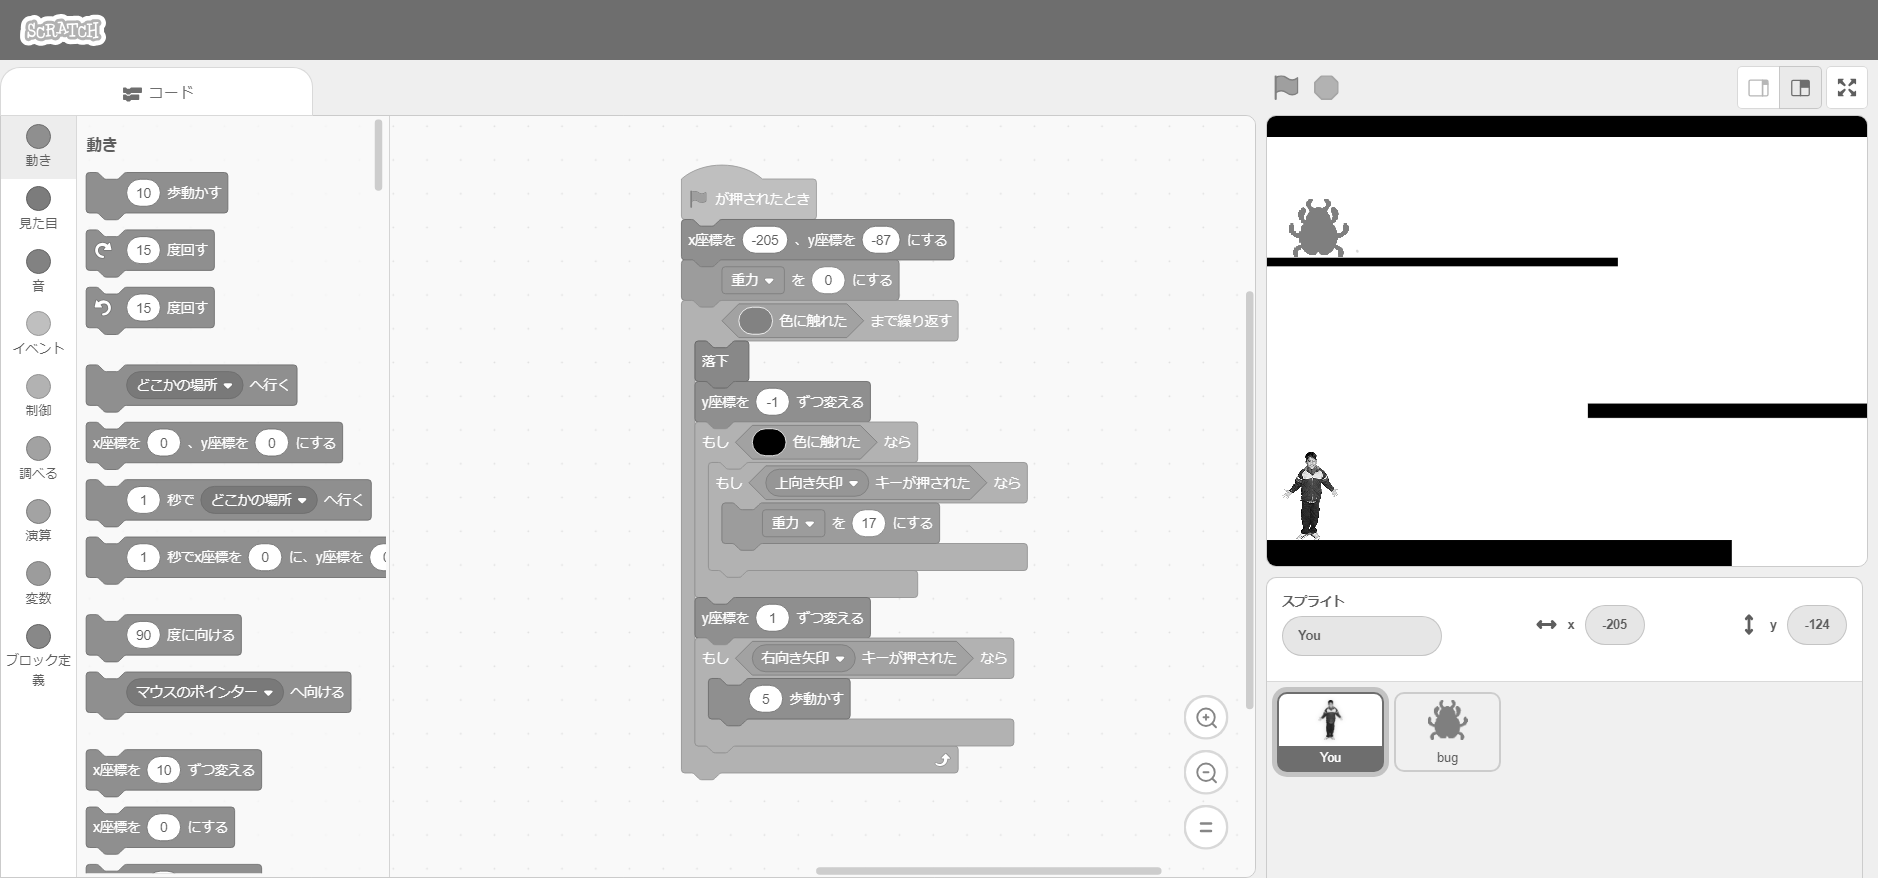 SCRATCH
コード
動き
見た目
音
イベント
制御
調べる
演算
変数
ブロック定
義
動き
10 歩動かす
15 度回す
15 度回す
どこかの場所 へ行く
x座標を 0 、y座標を 0 にする
1 秒で どこかの場所 へ行く
1 秒でx座標を 0 に、y座標を 0
90 度に向ける
マウスのポインター へ向ける
x座標を 10 ずつ変える
x座標を 0 にする
が押されたとき
x座標を -205 、y座標を -87 にする
重力 を 0 にする
色に触れた まで繰り返す
落下
y座標を -1 ずつ変える
もし 色に触れた なら
もし 上向き矢印 キーが押された なら
重力 を 17 にする
y座標を 1 ずつ変える
もし 右向き矢印 キーが押された なら
5 歩動かす
スプライト
You
x -205
y -124
You
bug